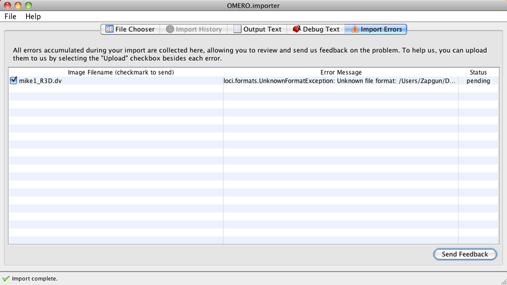 OMERO.importer
File Help
File Chooser Import History Output Text Debug Text Import Errors
All errors accumulated during your import are collected here, allowing you to review and send us feedback on the problem. To help us, you can upload
them to us by selecting the "Upload" checkbox besides each error.
Image Filename (checkmark to send) Error Message Status
mike1_R3D.dv loci.formats.UnknownFormatException: Unknown file format: /Users/Zapgun/D... pending
Send Feedback
Import complete.